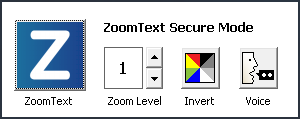 ZoomText Secure Mode
Z
1
ZoomText
Zoom Level
Invert
Voice